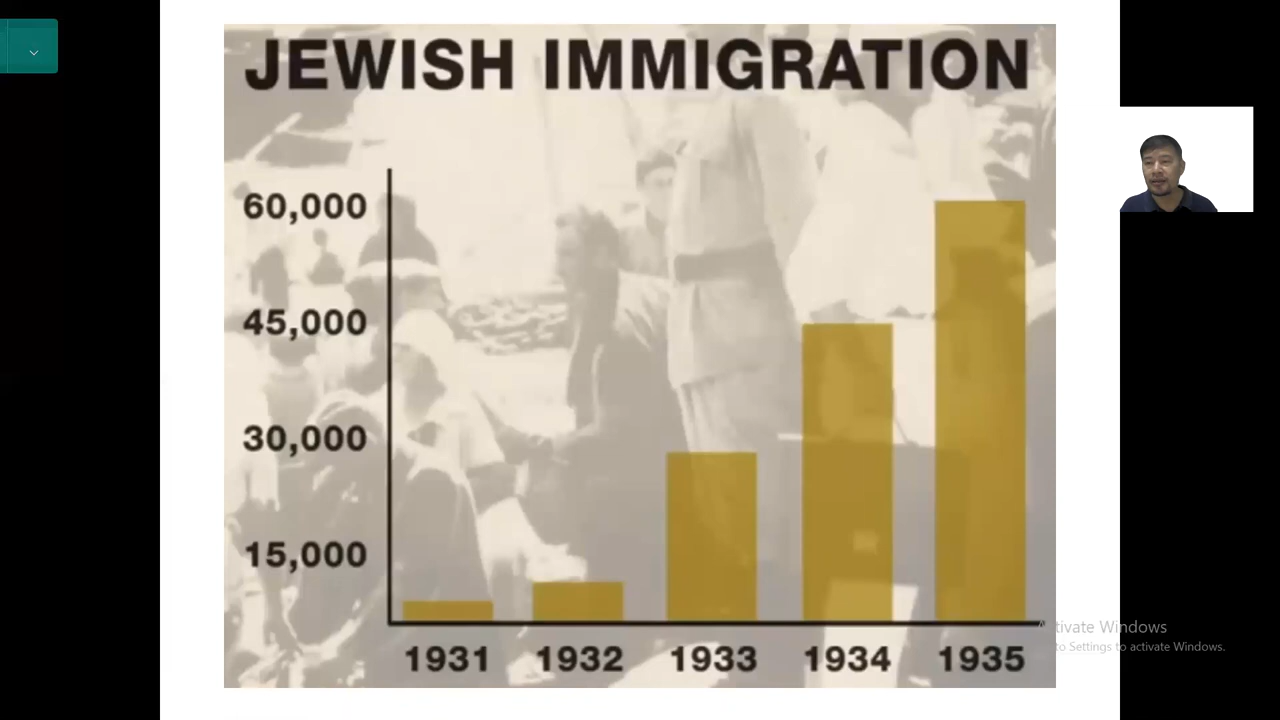 JEWISH IMMIGRATION
60,000
45,000
30,000
15,000
1931 1932 1933 1934 1935
Activate Windows
to Settings to activate Windows.